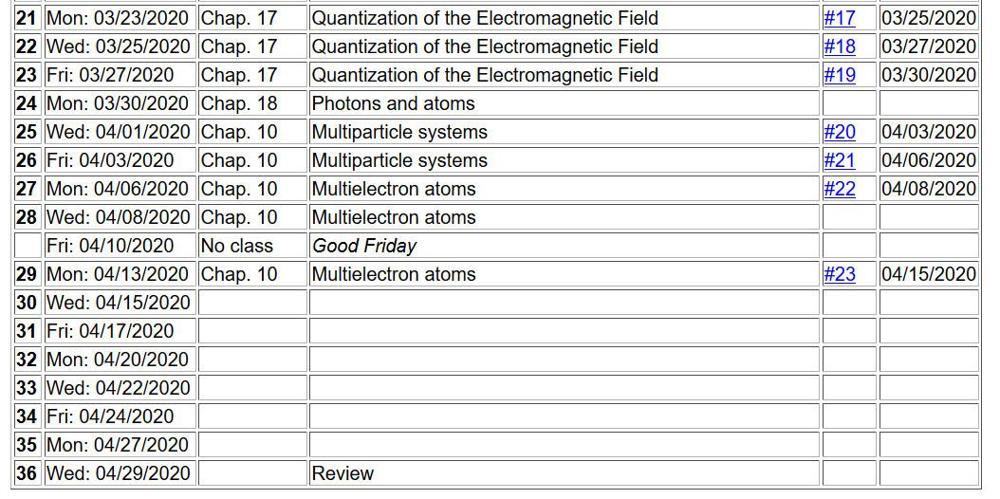 21 Mon: 03/23/2020 Chap. 17 Quantization of the Electromagnetic Field #17 03/25/2020
22 Wed: 03/25/2020 Chap. 17 Quantization of the Electromagnetic Field #18 03/27/2020
23 Fri: 03/27/2020 Chap. 17 Quantization of the Electromagnetic Field #19 03/30/2020
24 Mon: 03/30/2020 Chap. 18 Photons and atoms
25 Wed: 04/01/2020 Chap. 10 Multiparticle systems #20 04/03/2020
26 Fri: 04/03/2020 Chap. 10 Multiparticle systems #21 04/06/2020
27 Mon: 04/06/2020 Chap. 10 Multielectron atoms #22 04/08/2020
28 Wed: 04/08/2020 Chap. 10 Multielectron atoms
Fri: 04/10/2020 No class Good Friday
29 Mon: 04/13/2020 Chap. 10 Multielectron atoms #23 04/15/2020
30 Wed: 04/15/2020
31 Fri: 04/17/2020
32 Mon: 04/20/2020
33 Wed: 04/22/2020
34 Fri: 04/24/2020
35 Mon: 04/27/2020
36 Wed: 04/29/2020 Review